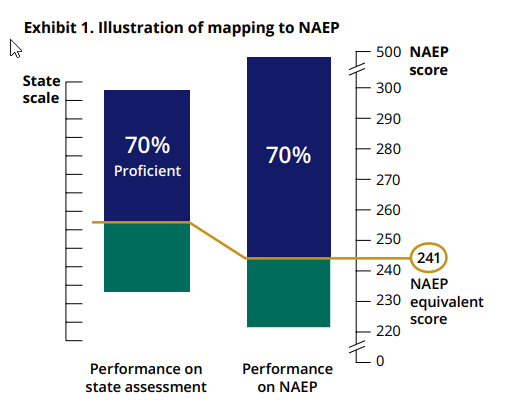 Exhibit 1. Illustration of mapping to NAEP
State
scale
70%
Proficient
70%
500
300
290
280
270
260
250
240
230
220
0
NAEP
score
241
NAEP
equivalent
score
Performance on
state assessment
Performance
on NAEP